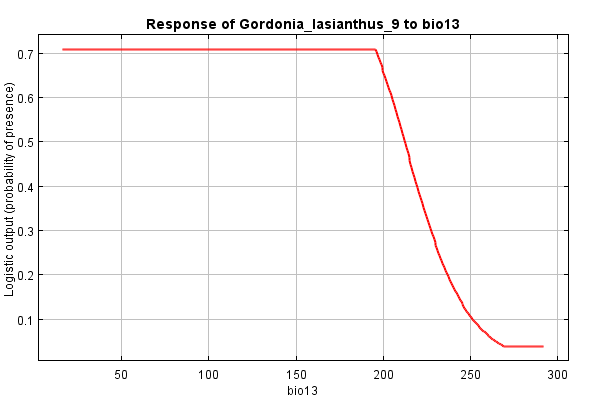 Response of Gordonia_lasianthus_9 to bio13
Logistic output (probability of presence)
0.7
0.6
0.5
0.4
0.3
0.2
0.1
50 100 150 200 250 300
bio13